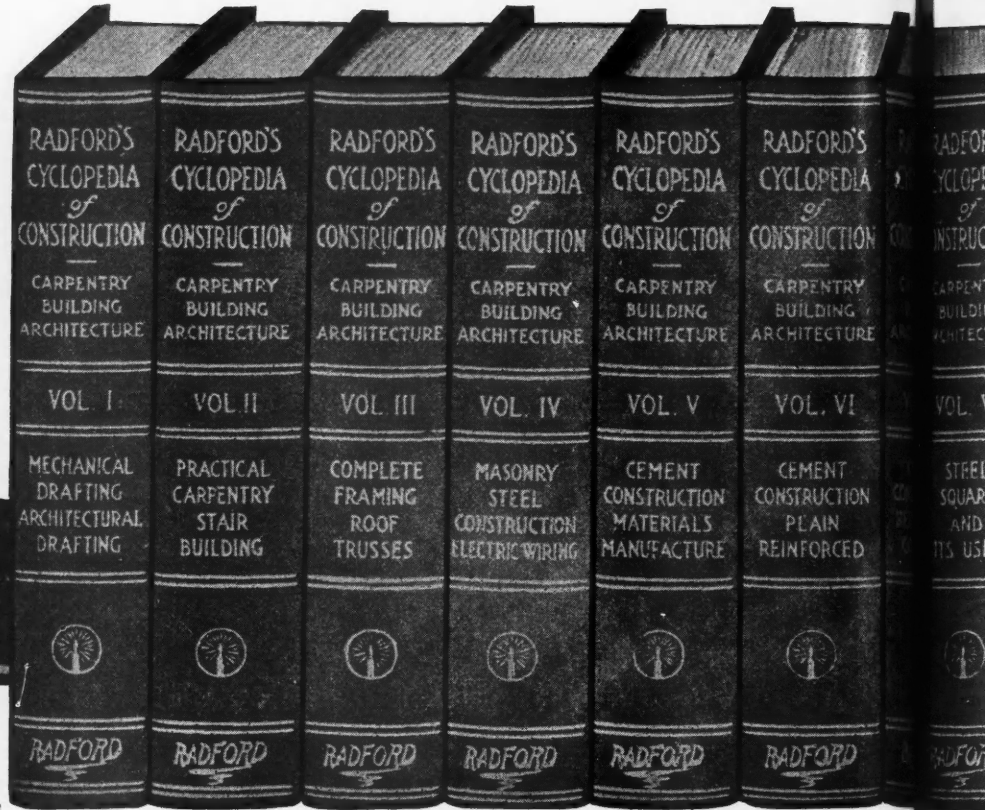 RADFORD'S
CYCLOPEDIA
of
CONSTRUCTION
CARPENTRY
BUILDING
ARCHITECTURE
VOL. I
MECHANICAL
DRAFTING
ARCHITECTURAL
DRAFTING
RADFORD
RADFORD'S
CYCLOPEDIA
of
CONSTRUCTION
CARPENTRY
BUILDING
ARCHITECTURE
VOL. II
PRACTICAL
CARPENTRY
STAIR
BUILDING
RADFORD
RADFORD'S
CYCLOPEDIA
of
CONSTRUCTION
CARPENTRY
BUILDING
ARCHITECTURE
VOL. III
COMPLETE
FRAMING
ROOF
TRUSSES
RADFORD
RADFORD'S
CYCLOPEDIA
of
CONSTRUCTION
CARPENTRY
BUILDING
ARCHITECTURE
VOL. IV
MASONRY
STEEL
CONSTRUCTION
ELECTRIC WIRING
RADFORD
RADFORD'S
CYCLOPEDIA
of
CONSTRUCTION
CARPENTRY
BUILDING
ARCHITECTURE
VOL. V
CEMENT
CONSTRUCTION
MATERIALS
MANUFACTURE
RADFORD
RADFORD'S
CYCLOPEDIA
of
CONSTRUCTION
CARPENTRY
BUILDING
ARCHITECTURE
VOL. VI
CEMENT
CONSTRUCTION
PLAIN
REINFORCED
RADFORD
of
VOL.
STEEL
AND